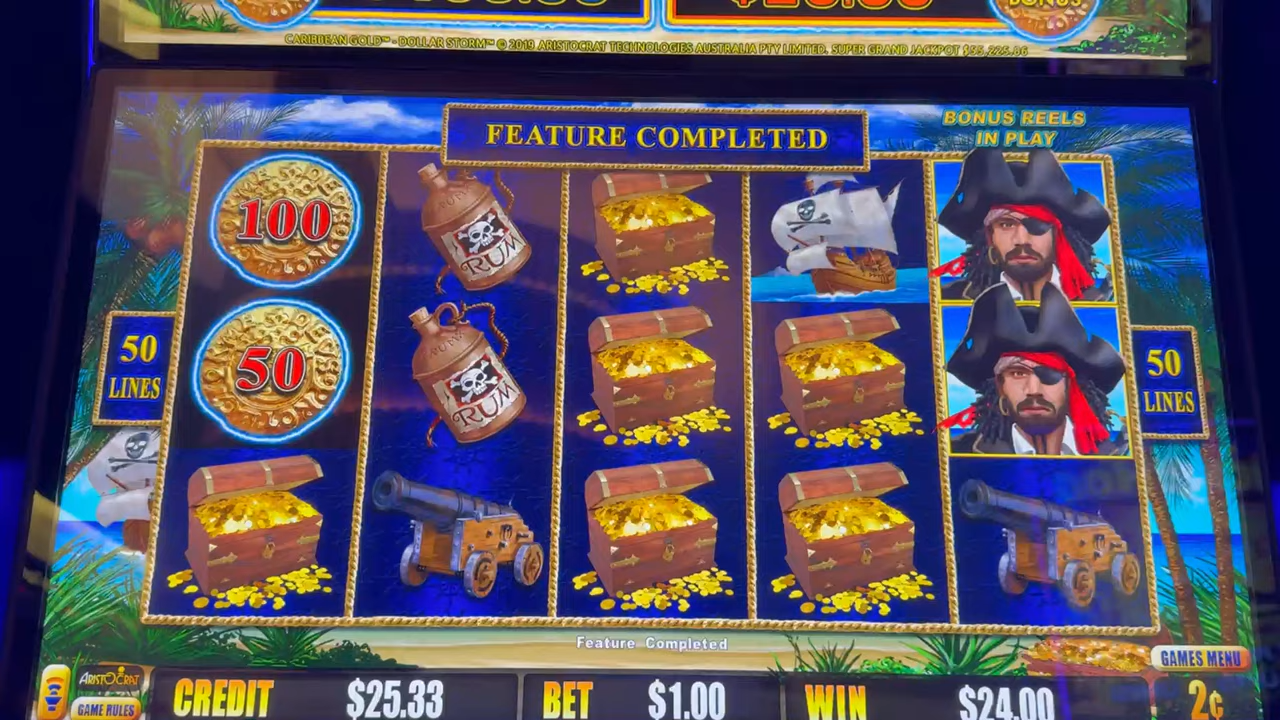 BONUS
CARIBBEAN GOLD™ - DOLLAR STORM™ © 2019 ARISTOCRAT TECHNOLOGIES AUSTRALIA PTY LIMITED. SUPER GRAND JACKPOT $55,225.86
FEATURE COMPLETED
BONUS REELS
IN PLAY
100
RUM
50
RUM
50
LINES
50
LINES
Feature Completed
GAMES MENU
ARISTOCRAT
GAME RULES
CREDIT $25.33
BET $1.00
WIN $24.00
2¢